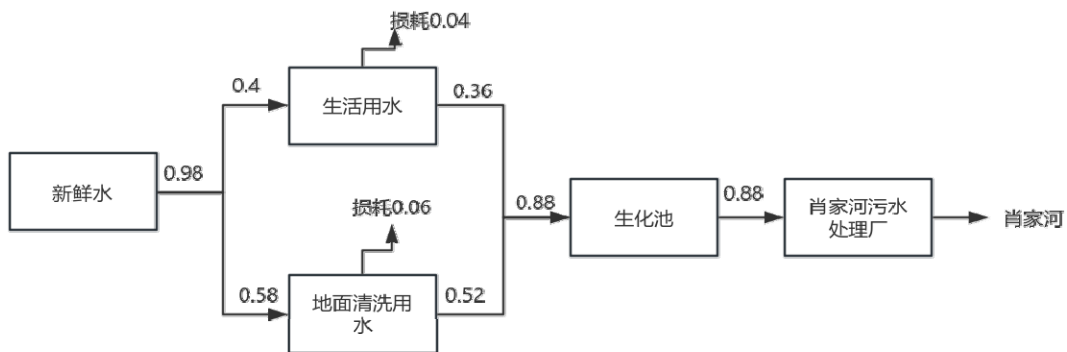 损耗0.04
0.4
生活用水
0.36
新鲜水
0.98
损耗0.06
0.88
生化池
0.88
肖家河污水
处理厂
肖家河
0.58
地面清洗用
水
0.52